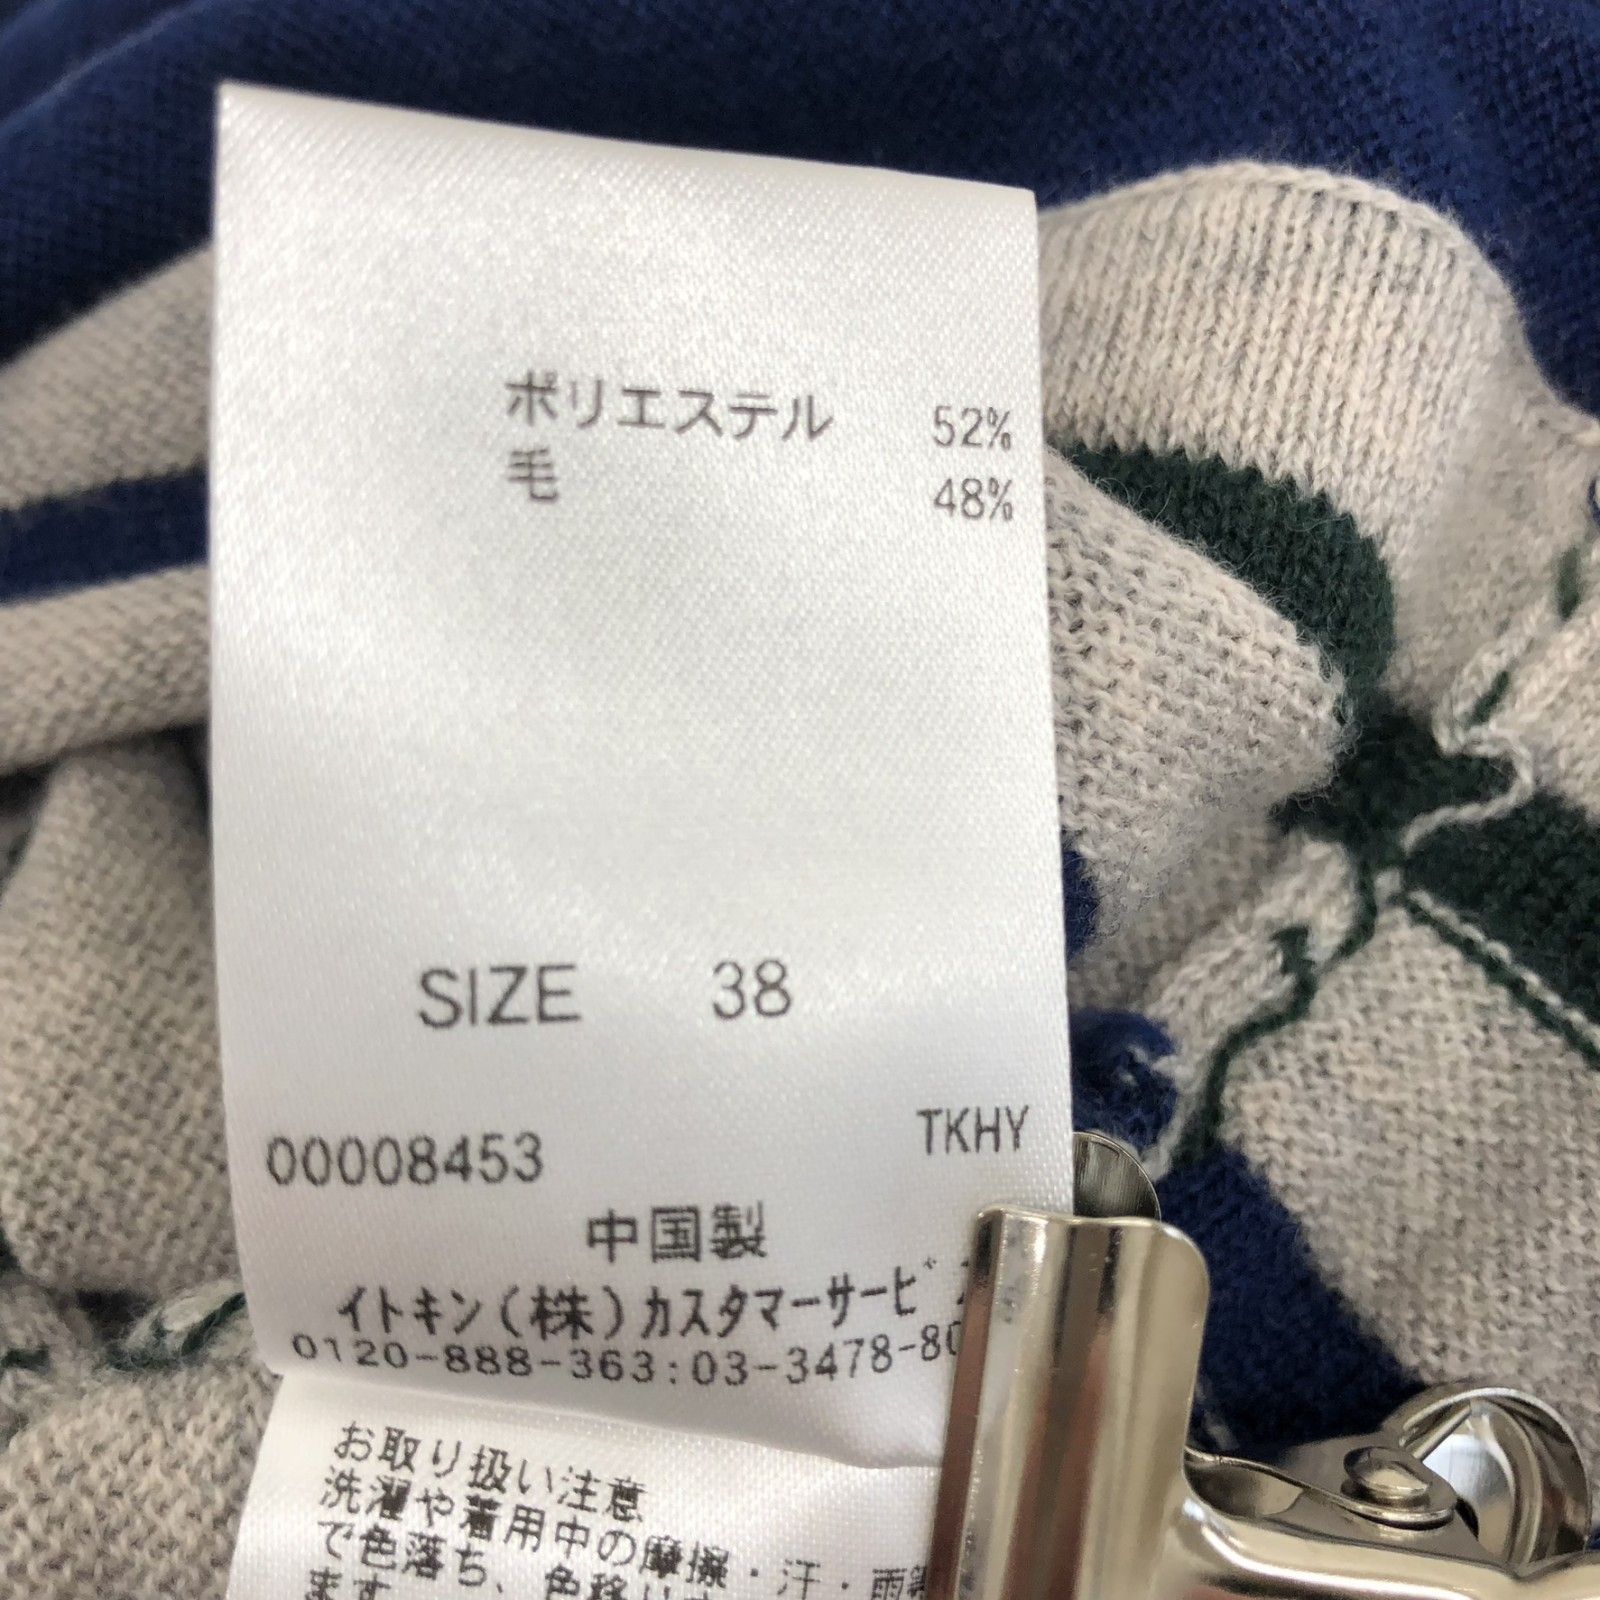 ポリエステル 52%
毛 48%
SIZE 38
00008453 TKHY
中国製
イトキン(株)カスタマーサービ
0120-888-363:03-3478-80
お取り扱い注意
洗濯や着用中の摩擦・汗・雨
で色落ち、色移り
ます